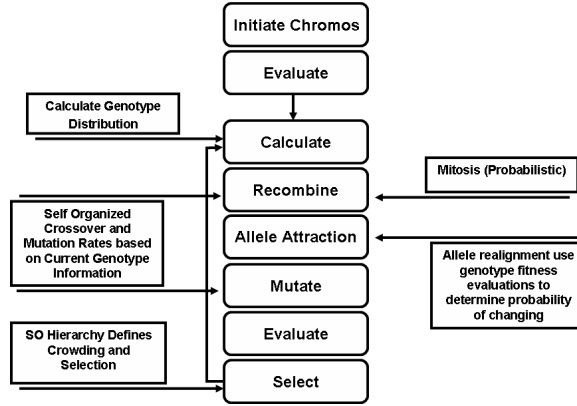 Initiate Chromos
Evaluate
Calculate Genotype
Distribution
Calculate
Mitosis (Probabilistic)
Recombine
Self Organized
Crossover and
Mutation Rates based
on Current Genotype
Information
Allele Attraction
Allele realignment use
genotype fitness
evaluations to
determine probability
of changing
Mutate
Evaluate
SO Hierarchy Defines
Crowding and
Selection
Select